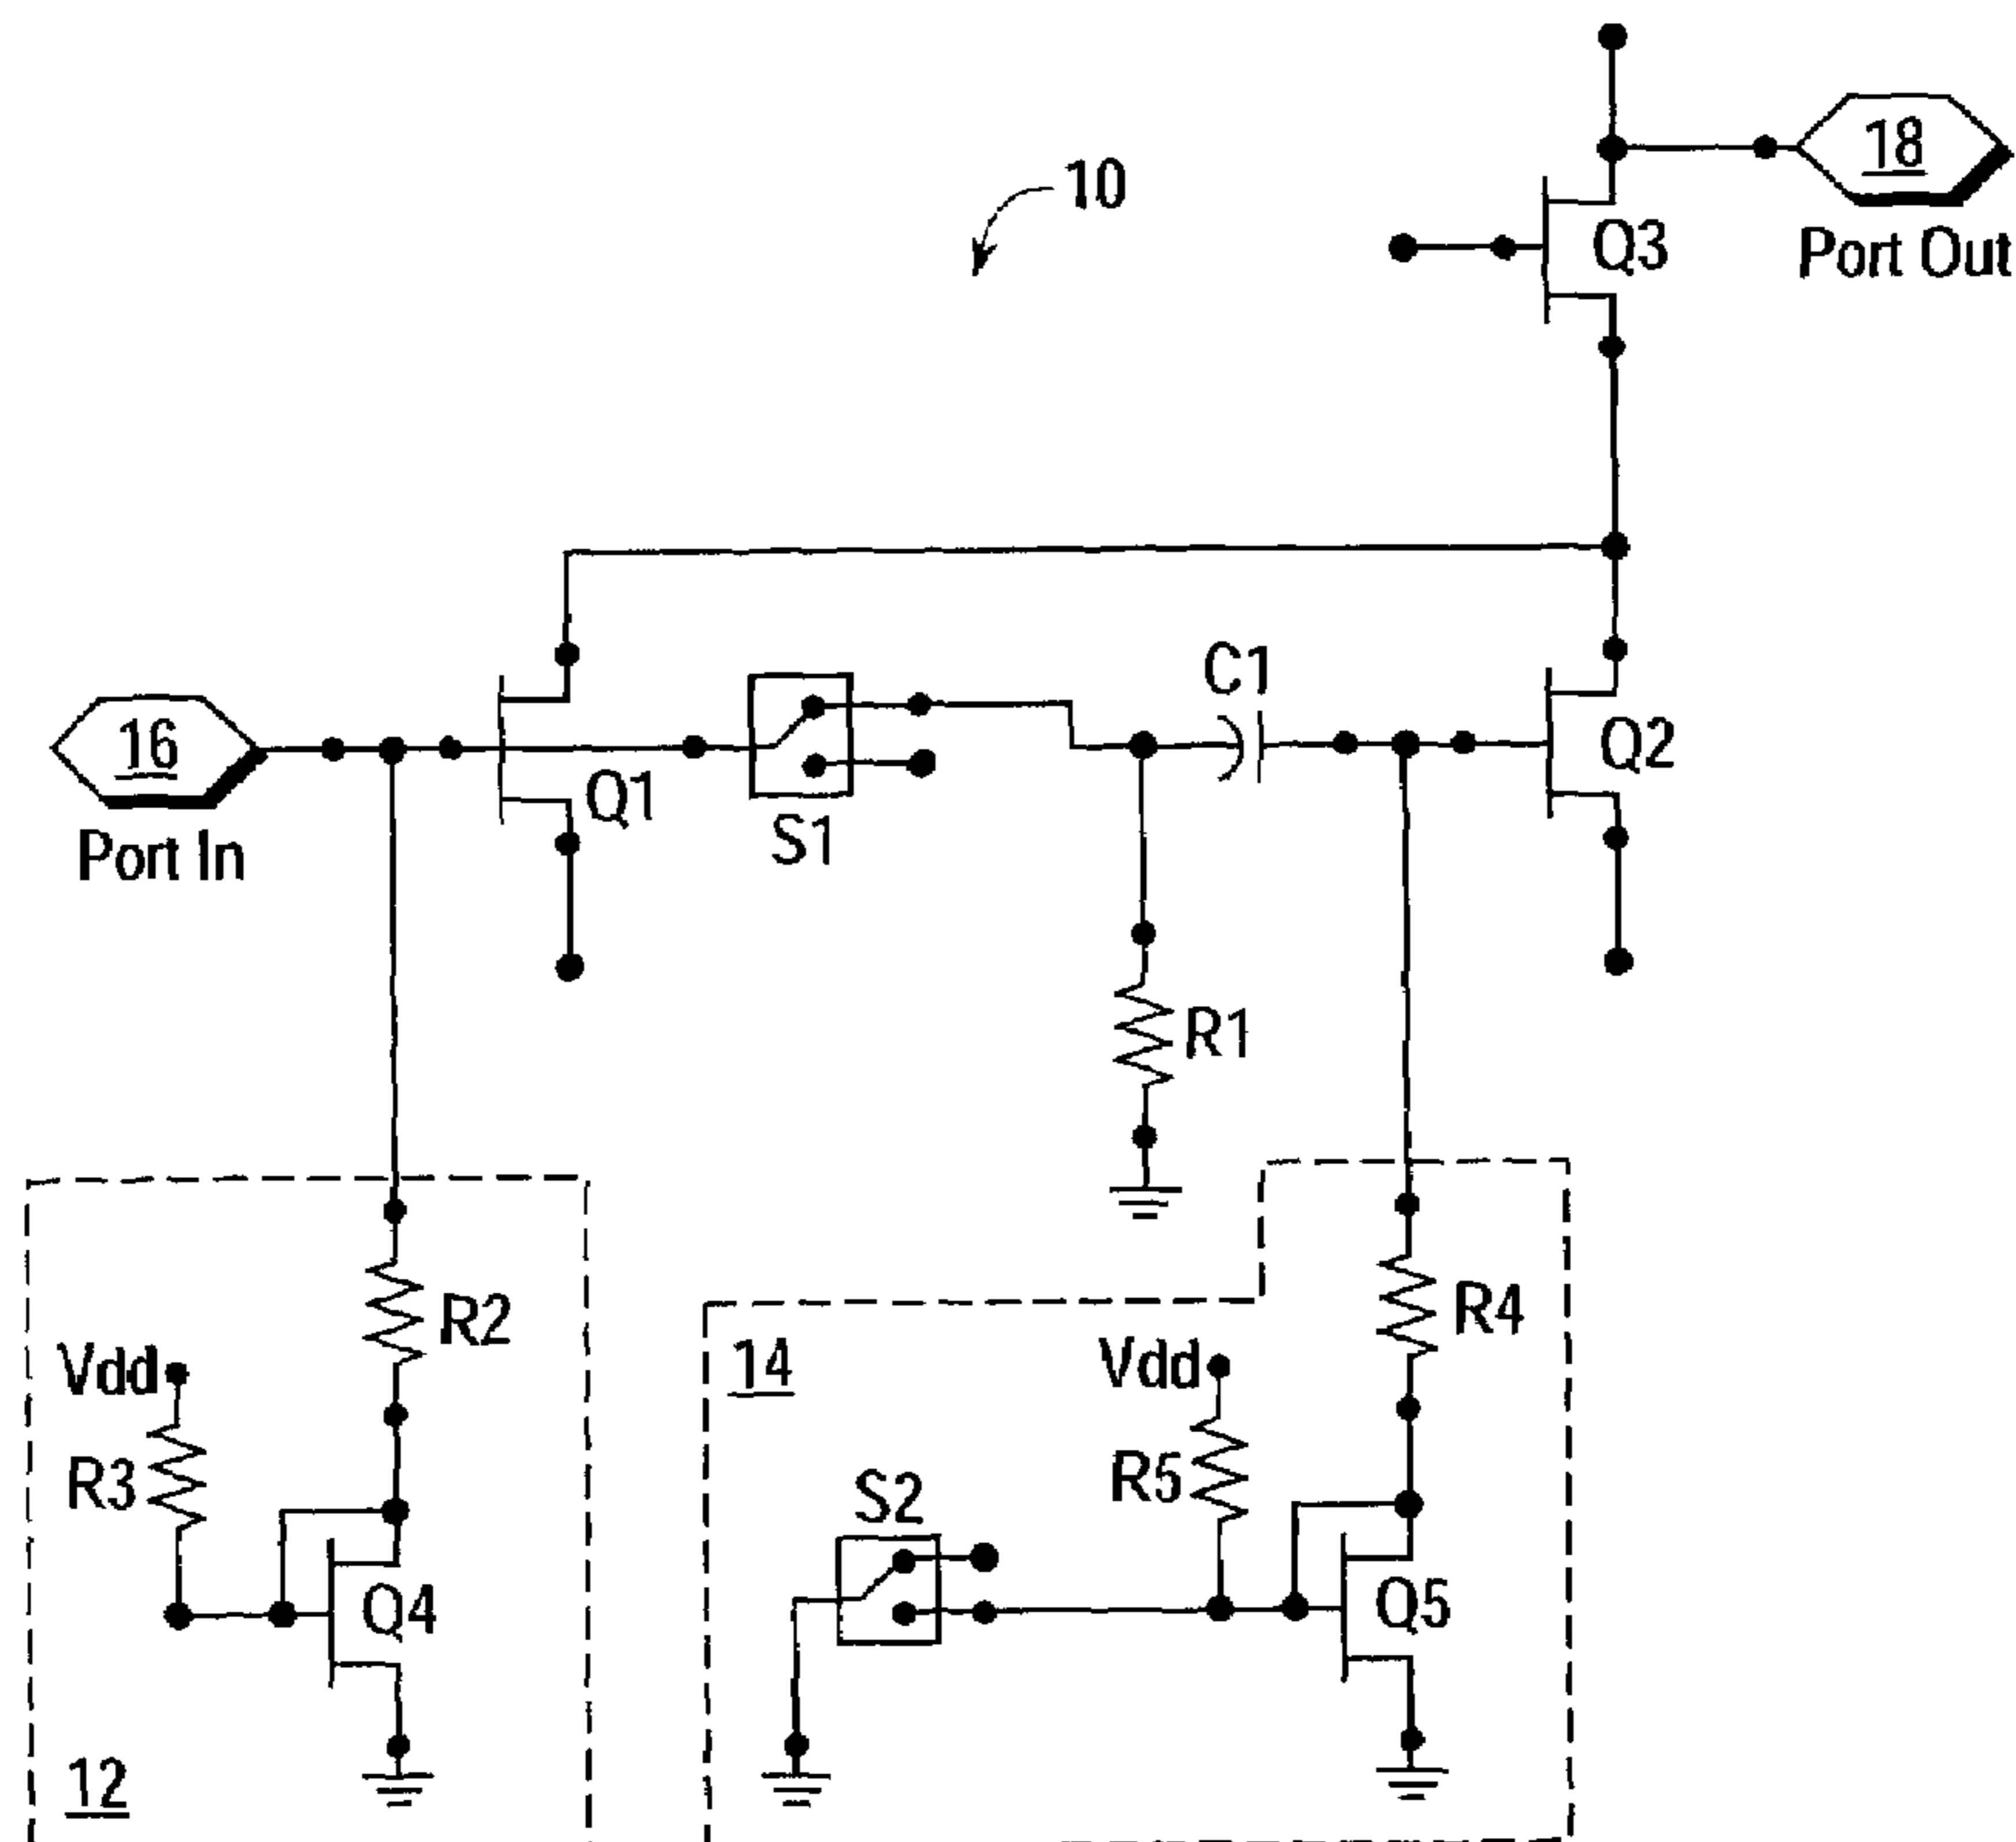 18
10
Q3
Port Out
C1
16
Q1
Q2
S1
Port In
R1
R2
R4
Vdd
14
Vdd
R3
R5
S2
Q4
Q5
12